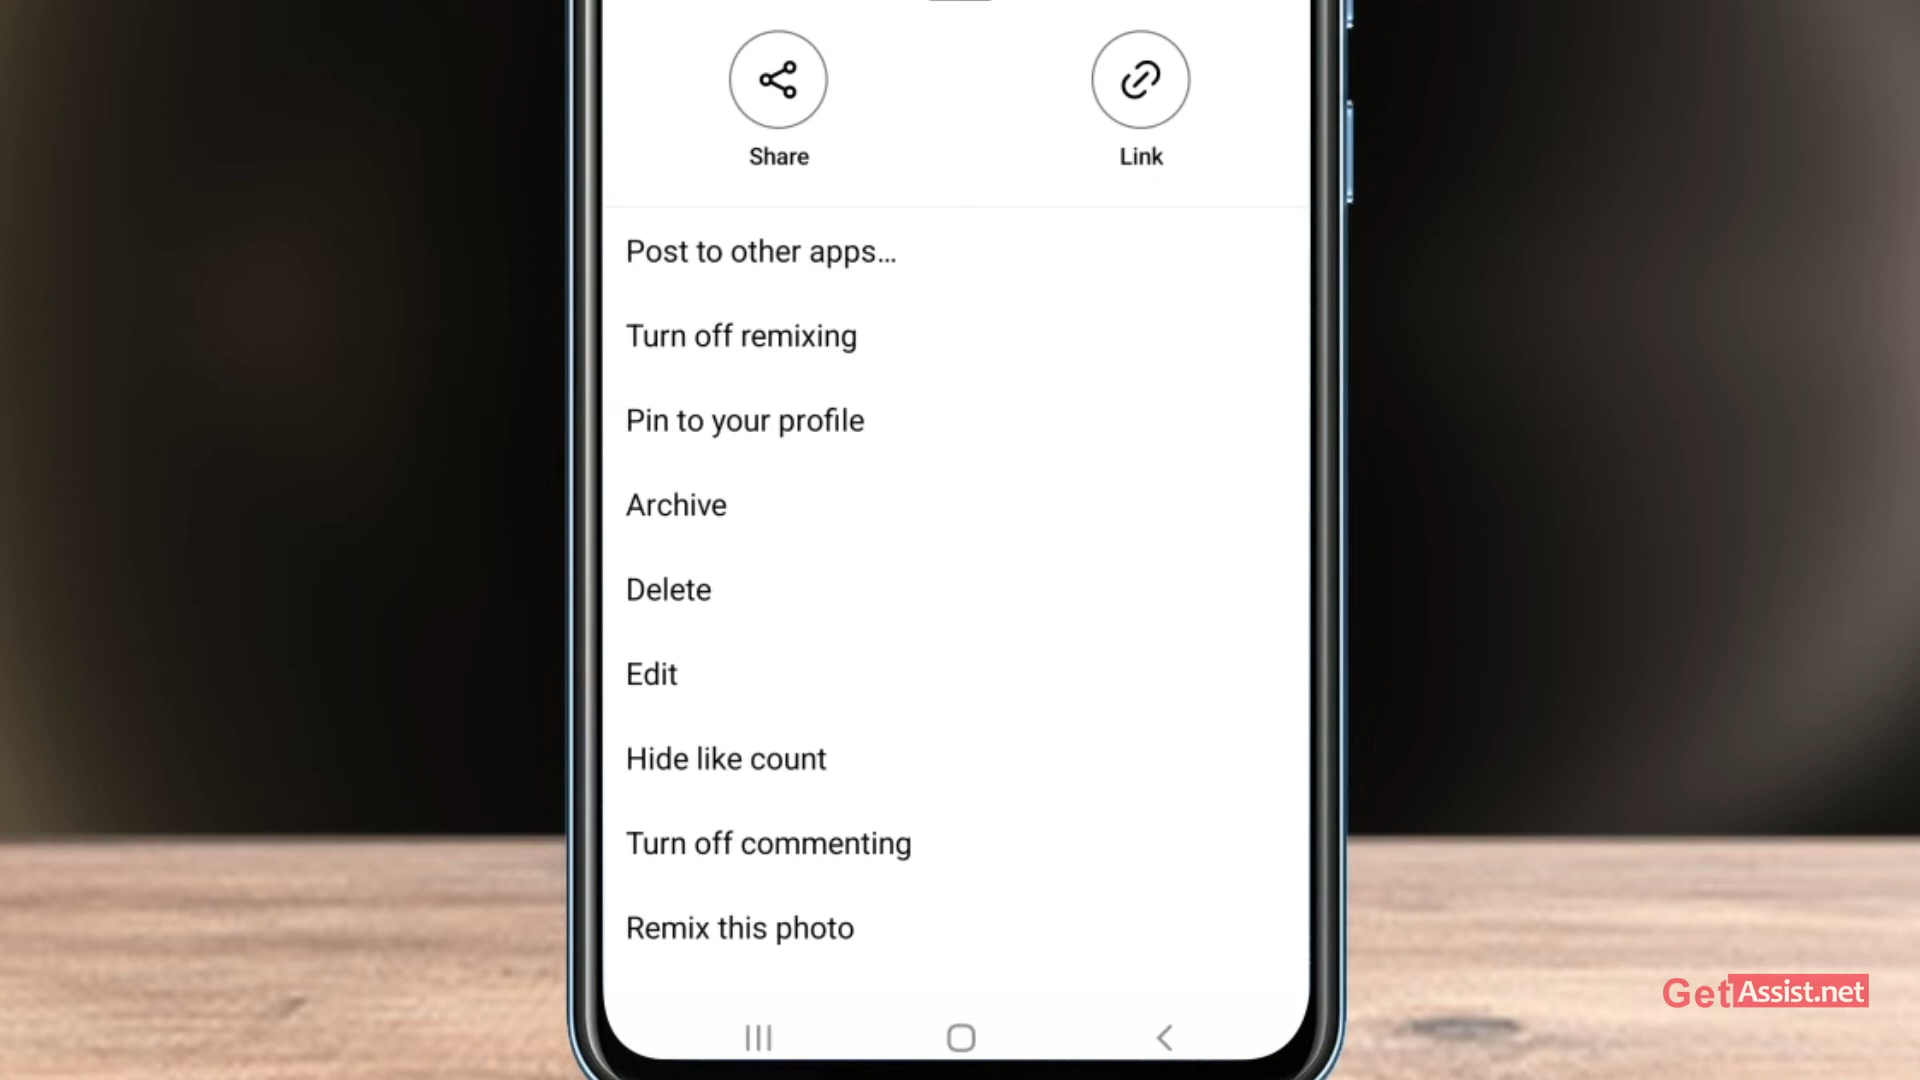 Share
Link
Post to other apps...
Turn off remixing
Pin to your profile
Archive
Delete
Edit
Hide like count
Turn off commenting
Remix this photo
GetAssist.net